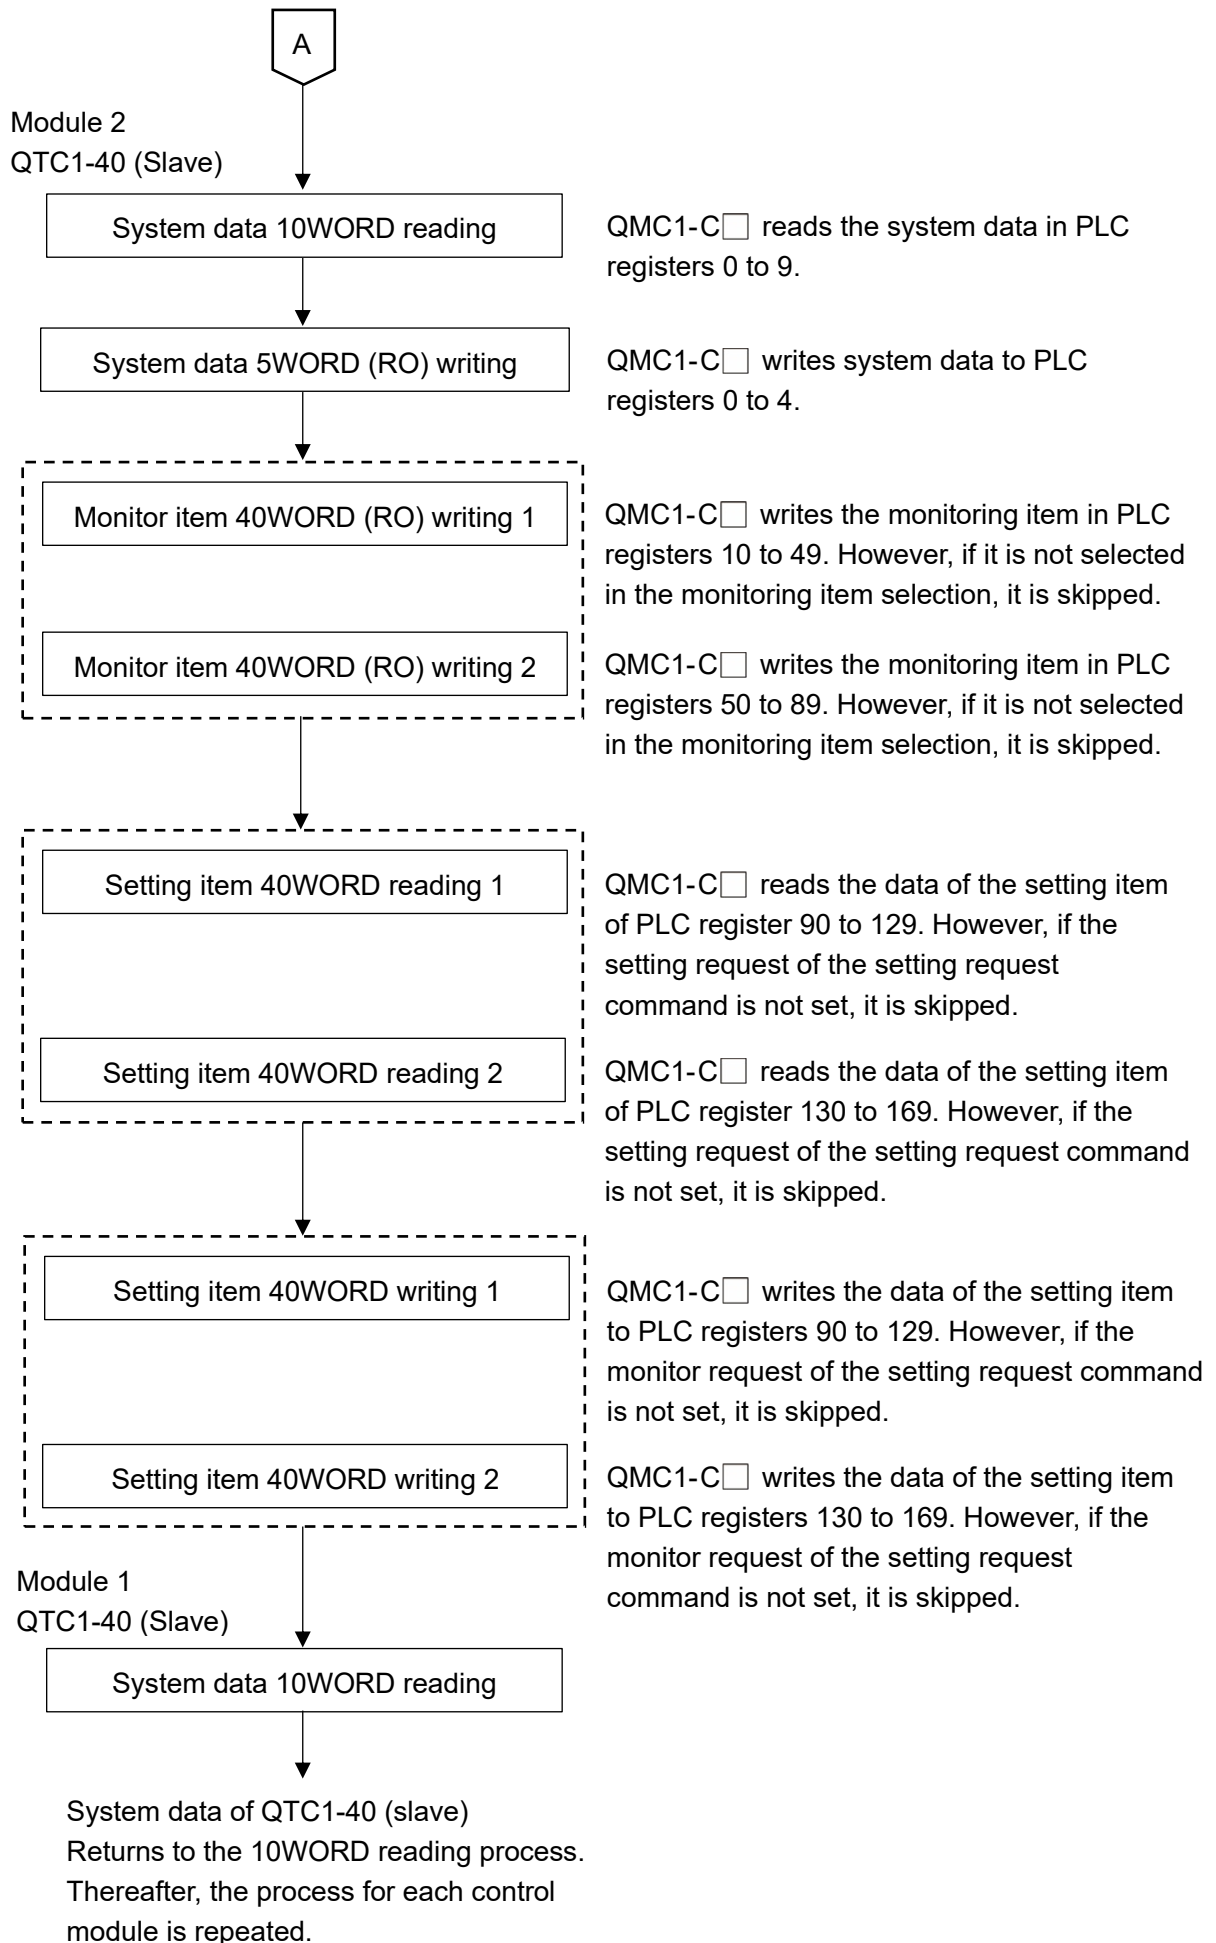 A
Module 2
QTC1-40 (Slave)
System data 10WORD reading
QMC1-C□ reads the system data in PLC
registers 0 to 9.
System data 5WORD (RO) writing
QMC1-C□ writes system data to PLC
registers 0 to 4.
Monitor item 40WORD (RO) writing 1
QMC1-C□ writes the monitoring item in PLC
registers 10 to 49. However, if it is not selected
in the monitoring item selection, it is skipped.
Monitor item 40WORD (RO) writing 2
QMC1-C□ writes the monitoring item in PLC
registers 50 to 89. However, if it is not selected
in the monitoring item selection, it is skipped.
Setting item 40WORD reading 1
QMC1-C□ reads the data of the setting item
of PLC register 90 to 129. However, if the
setting request of the setting request
command is not set, it is skipped.
Setting item 40WORD reading 2
QMC1-C□ reads the data of the setting item
of PLC register 130 to 169. However, if the
setting request of the setting request command
is not set, it is skipped.
Setting item 40WORD writing 1
QMC1-C□ writes the data of the setting item
to PLC registers 90 to 129. However, if the
monitor request of the setting request command
is not set, it is skipped.
Setting item 40WORD writing 2
QMC1-C□ writes the data of the setting item
to PLC registers 130 to 169. However, if the
monitor request of the setting request
command is not set, it is skipped.
Module 1
QTC1-40 (Slave)
System data 10WORD reading
System data of QTC1-40 (slave)
Returns to the 10WORD reading process.
Thereafter, the process for each control
module is repeated.